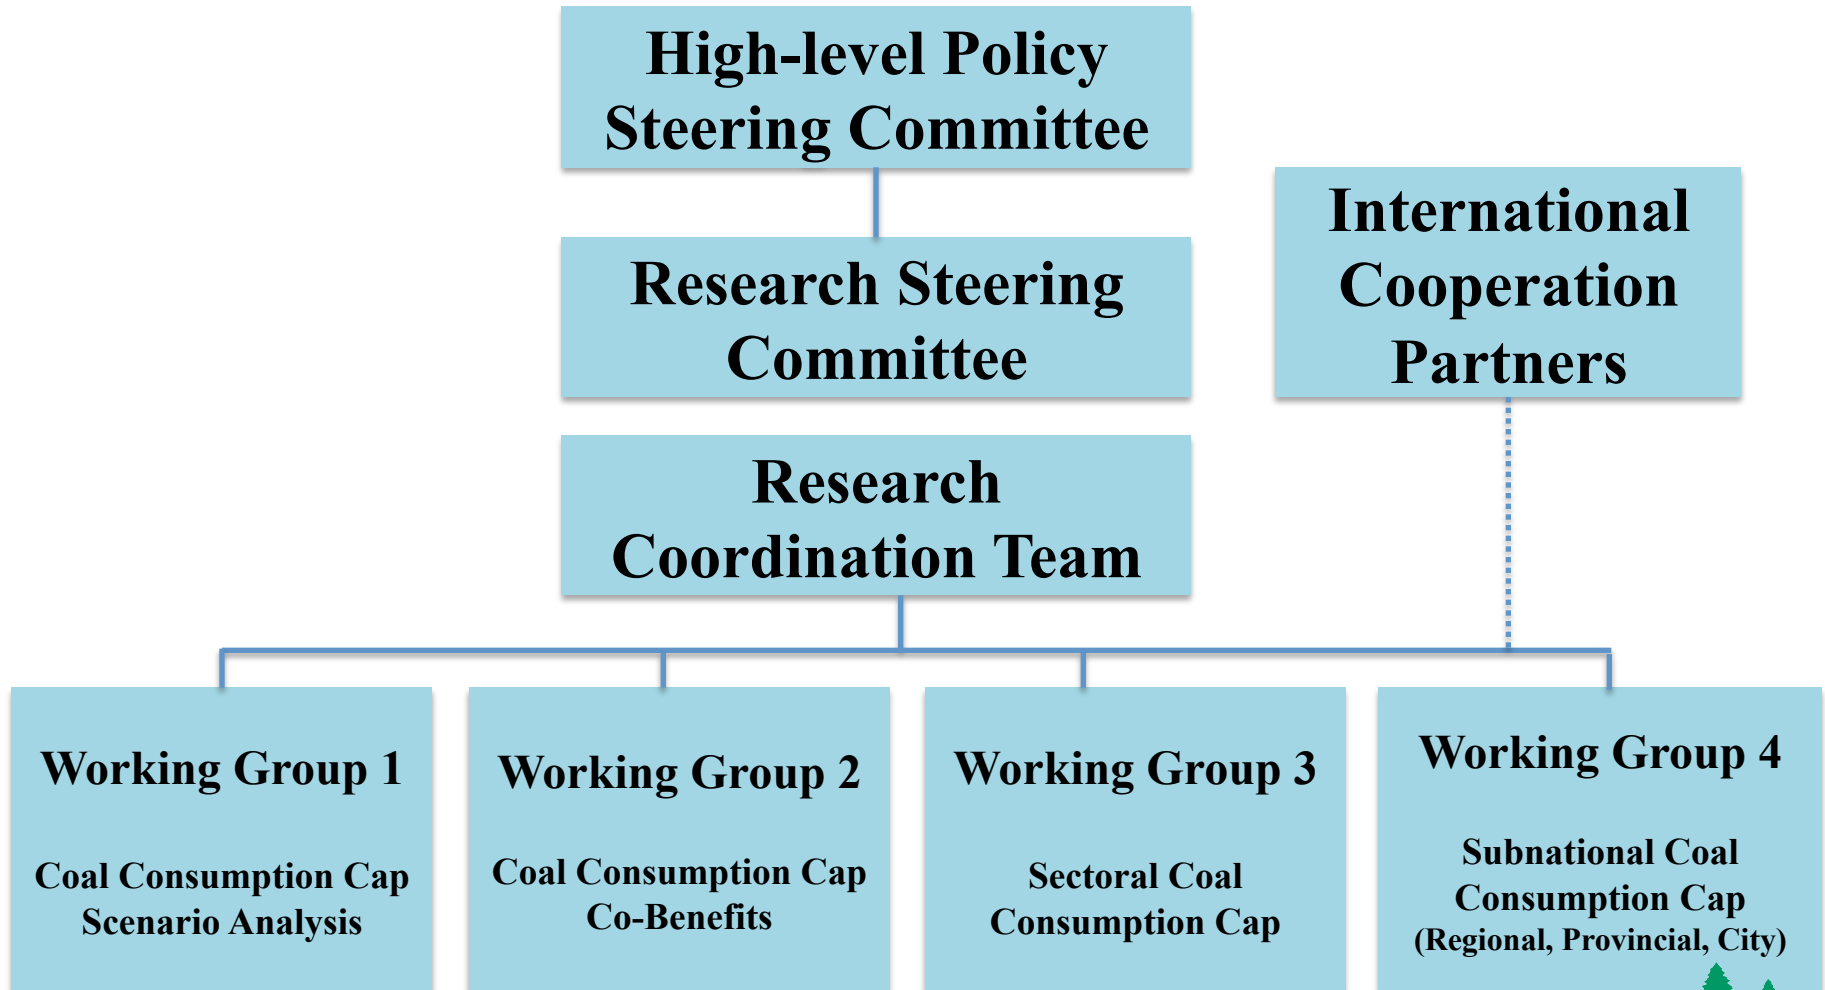 High-level Policy
Steering Committee
International
Cooperation
Partners
Research Steering
Committee
Research
Coordination Team
Working Group 1
Coal Consumption Cap
Scenario Analysis
Working Group 2
Coal Consumption Cap
Co-Benefits
Working Group 3
Sectoral Coal
Consumption Cap
Working Group 4
Subnational Coal
Consumption Cap
(Regional, Provincial, City)